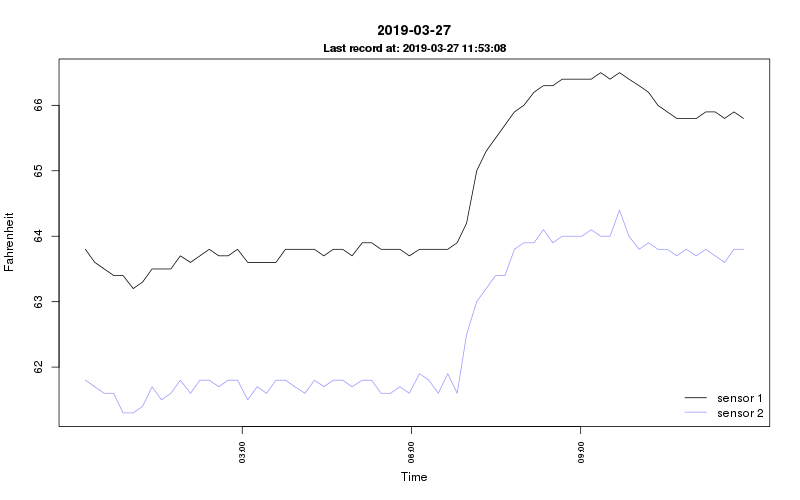 2019-03-27
Last record at: 2019-03-27 11:53:08
Fahrenheit
66
65
64
63
62
sensor 1
sensor 2
03:00
06:00
09:00
Time